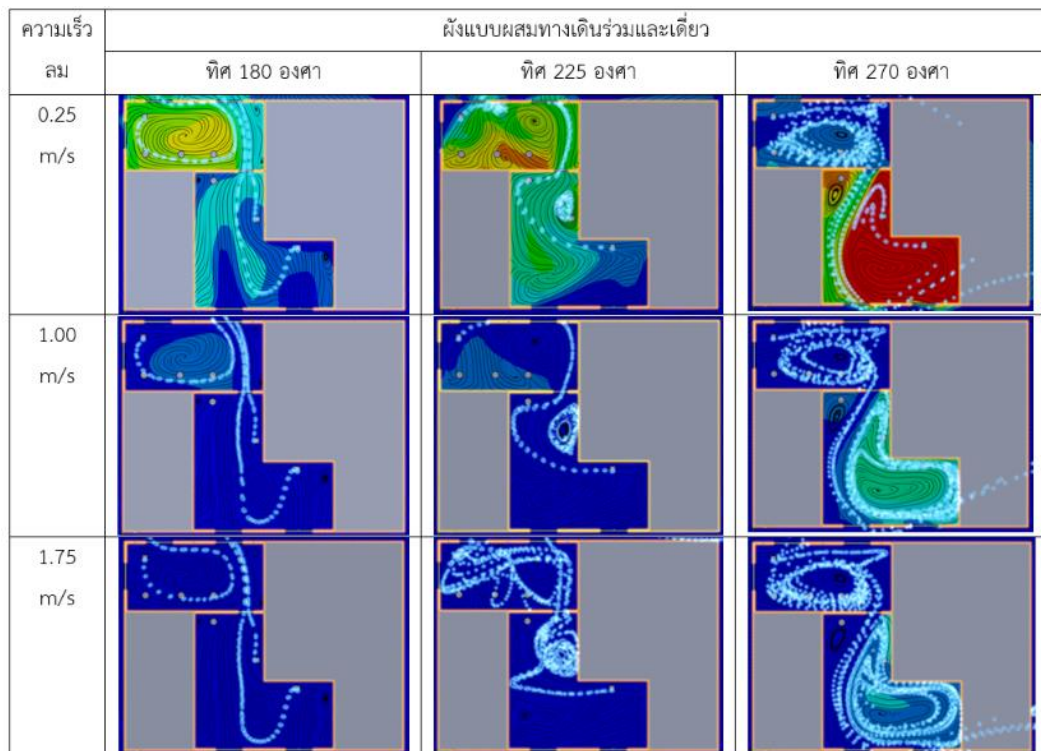 ความเร็ว
ลม
ผังแบบผสมทางเดินร่วมและเดี่ยว
ทิศ 180 องศา
ทิศ 225 องศา
ทิศ 270 องศา
0.25
m/s
1.00
m/s
1.75
m/s